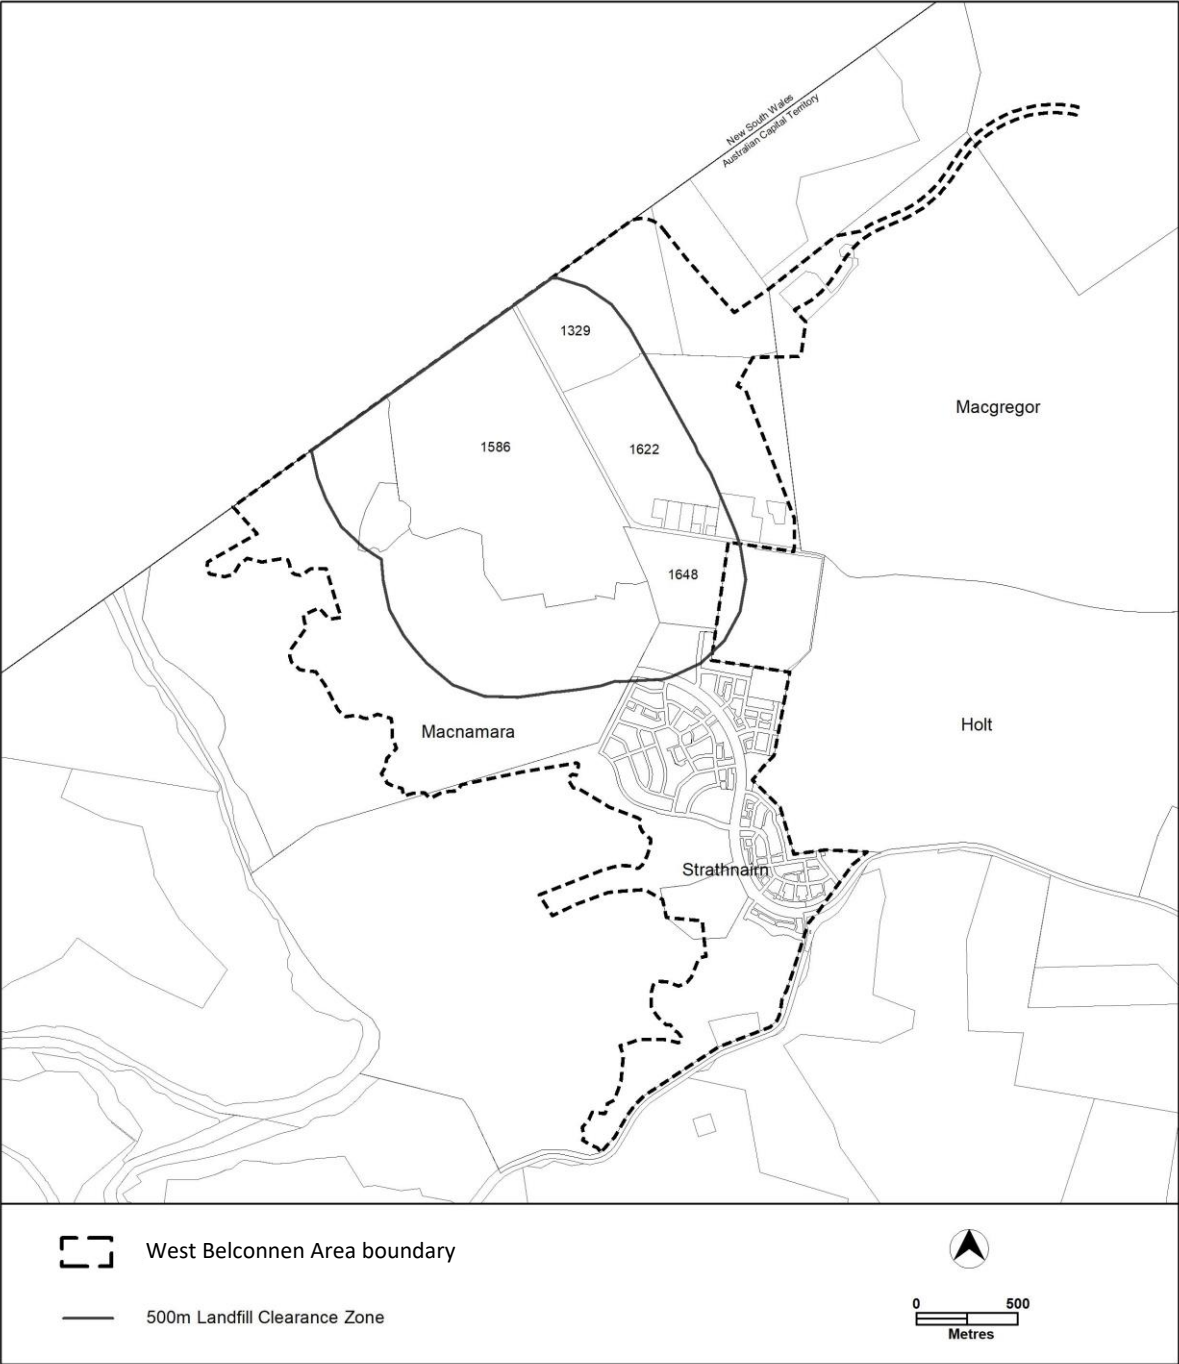 New South Wales
Australian Capital Territory
1329
Macgregor
1586
1622
1648
Macnamara
Holt
Strathnairn
West Belconnen Area boundary
500m Landfill Clearance Zone
0 500
Metres